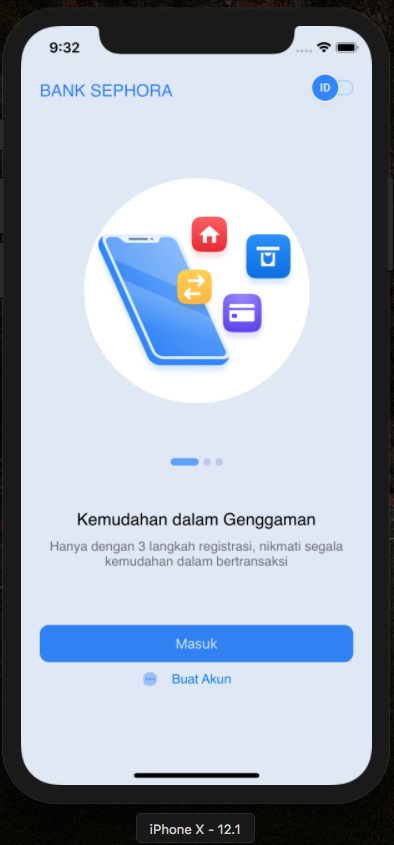 9:32
BANK SEPHORA
ID
Kemudahan dalam Genggaman
Hanya dengan 3 langkah registrasi, nikmati segala
kemudahan dalam bertransaksi
Masuk
Buat Akun
iPhone X - 12.1